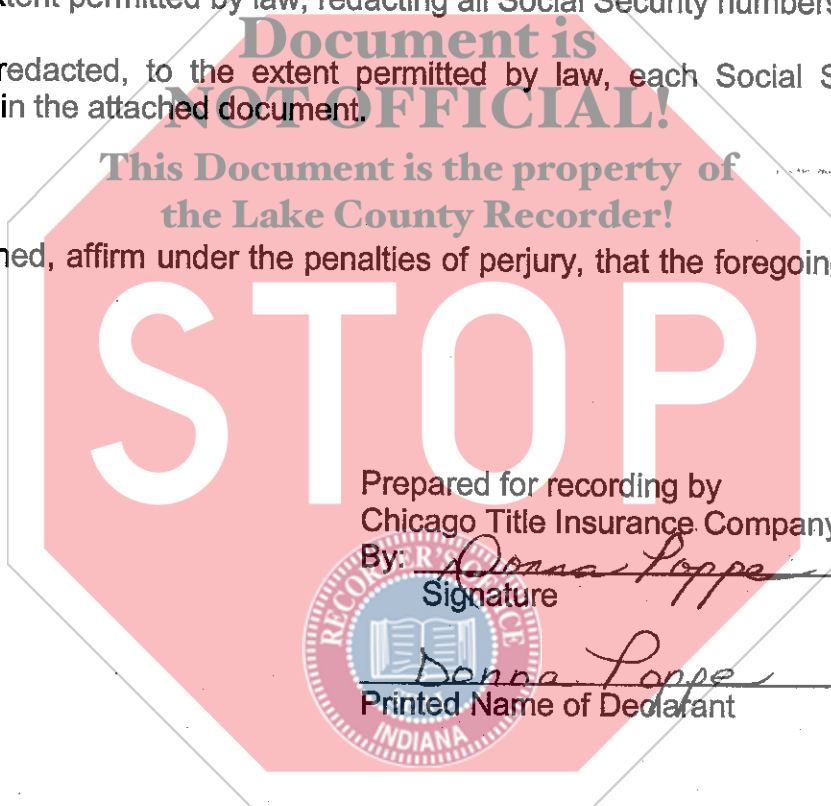 xtent permitted by law, redacting all Social Security numbers
Document is
redacted, to the extent permitted by law, each Social S
in the attached document.
NOT OFFICIAL!
This Document is the property of
the Lake County Recorder!
ned, affirm under the penalties of perjury, that the foregoin
STOP
Prepared for recording by
Chicago Title Insurance Company
By: Donna Poppe
Signature
RECORDER'S OFFICE
Donna Poppe
Printed Name of Declarant
INDIANA